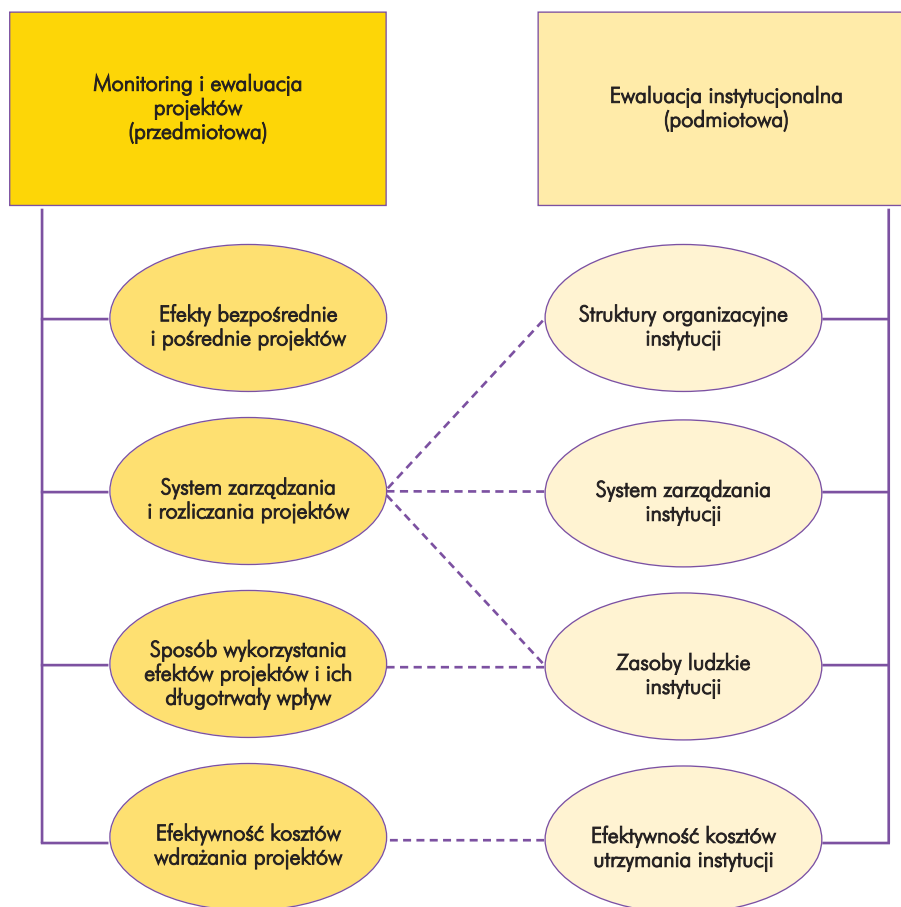 Monitoring i ewaluacja
projektów
(przedmiotowa)
Ewaluacja instytucjonalna
(podmiotowa)
Efekty bezpośrednie
i pośrednie projektów
Struktury organizacyjne
instytucji
System zarządzania
i rozliczania projektów
System zarządzania
instytucji
Sposób wykorzystania
efektów projektów i ich
długotrwały wpływ
Zasoby ludzkie
instytucji
Efektywność kosztów
wdrażania projektów
Efektywność kosztów
utrzymania instytucji